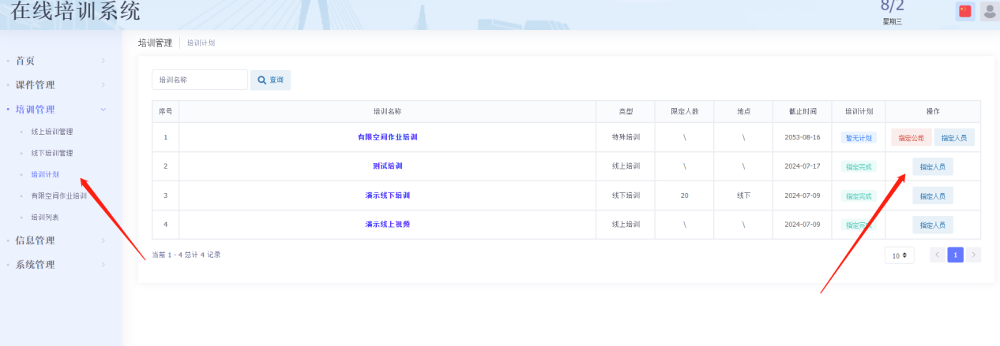 在线培训系统
8/2
星期三
首页
课件管理
培训管理
线上培训管理
线下培训管理
培训计划
有限空间作业培训
培训列表
信息管理
系统管理
培训管理 培训计划
培训名称 查询
序号 培训名称 类型 限定人数 地点 截止时间 培训计划 操作
1 有限空间作业培训 特殊培训 \ \ 2053-08-16 暂无计划 指定公司 指定人员
2 测试培训 线上培训 \ \ 2024-07-17 指定完成 指定人员
3 演示线下培训 线下培训 20 线下 2024-07-09 指定完成 指定人员
4 演示线上视频 线上培训 \ \ 2024-07-09 指定完成 指定人员
当前 1 - 4 总计 4 记录
10 < 1 >